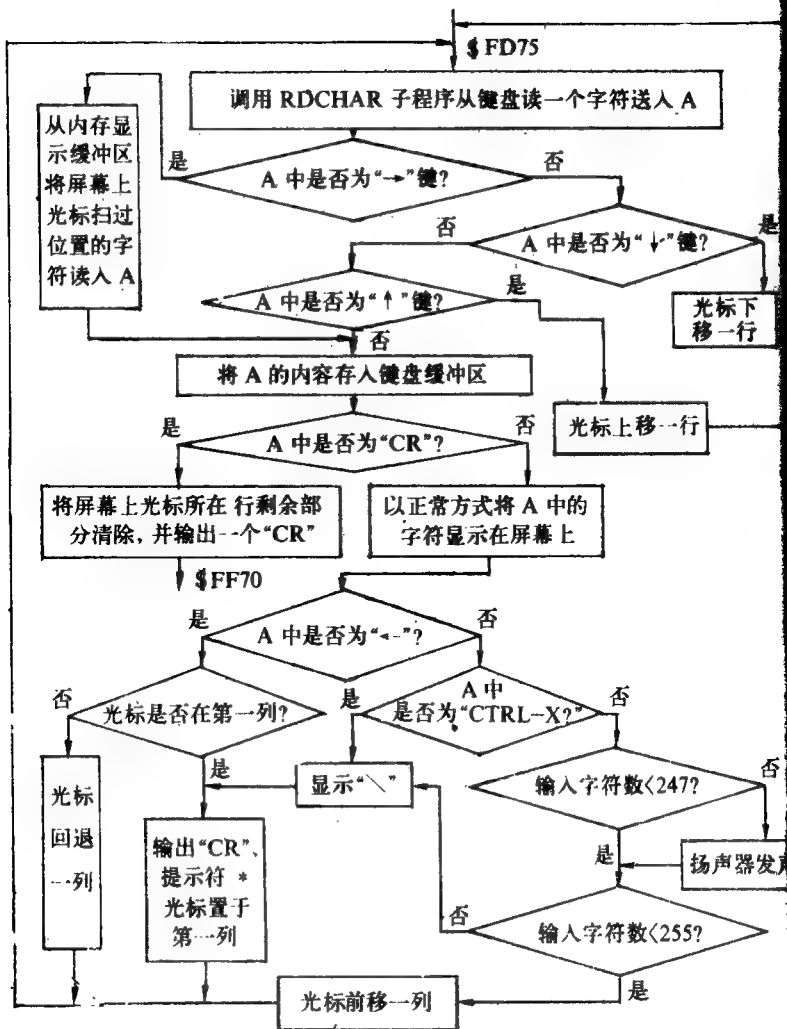 $FD75
调用 RDCHAR 子程序从键盘读一个字符送入 A
从内存显
示缓冲区
将屏幕上
光标扫过
位置的字
符读入 A
是
A 中是否为“→”键?
否
否
A 中是否为“↓”键?
是
A 中是否为“↑”键?
是
光标下
移一行
否
将 A 的内容存入键盘缓冲区
光标上移一行
是
A 中是否为“CR”?
否
将屏幕上光标所在 行剩余部
分清除, 并输出一个“CR”
以正常方式将 A 中的
字符显示在屏幕上
$FF70
是
A 中是否为“←”?
否
否
光标是否在第一列?
是
A 中
是否为“CTRL-X?”
否
是
显示“\”
输入字符数<247?
否
光标
回退
一列
输出“CR”、
提示符 *
光标置于
第一列
是
扬声器发
否
输入字符数<255?
光标前移一列
是